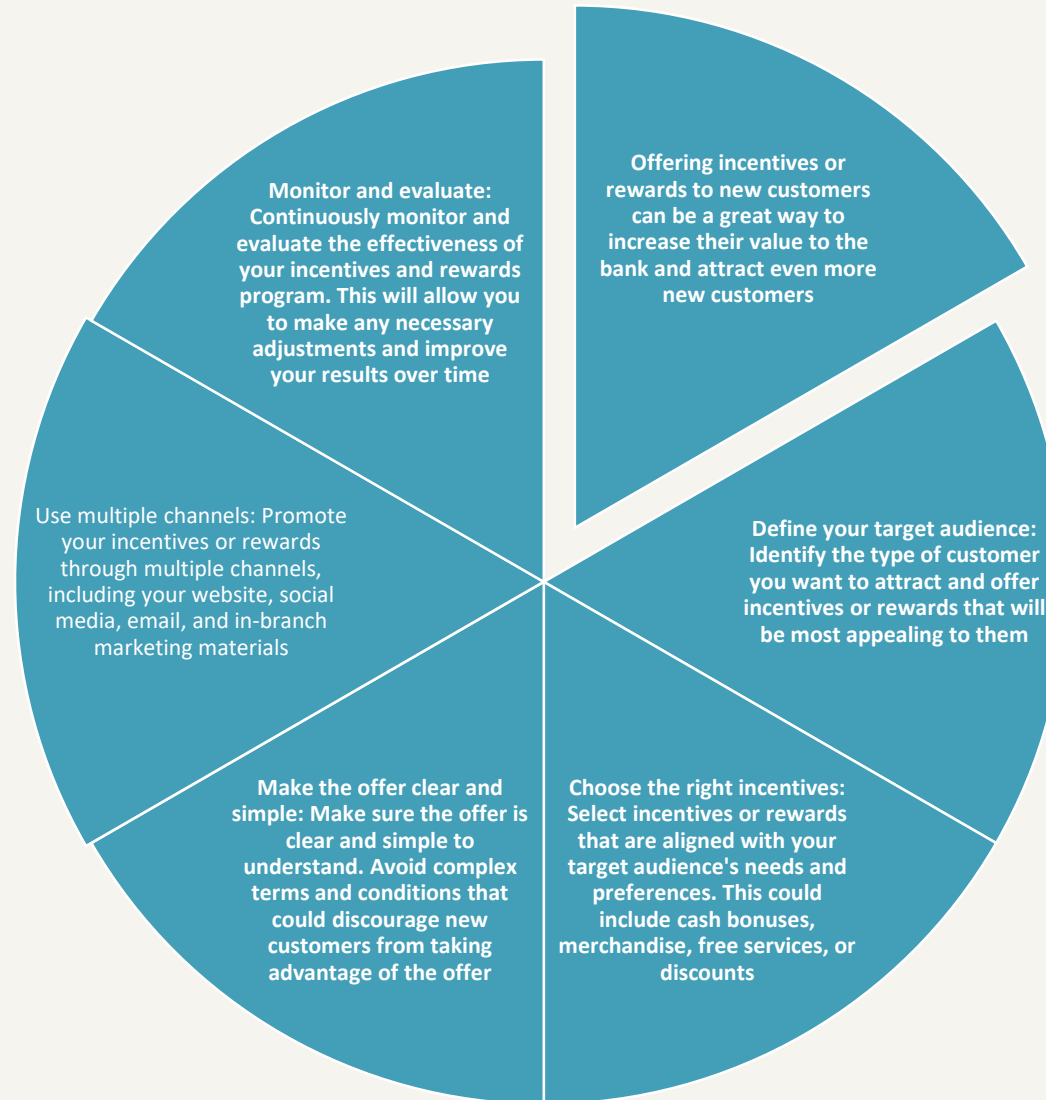 Offering incentives or
rewards to new customers
can be a great way to
increase their value to the
bank and attract even more
new customers
Define your target audience:
Identify the type of customer
you want to attract and offer
incentives or rewards that will
be most appealing to them
Choose the right incentives:
Select incentives or rewards
that are aligned with your
target audience's needs and
preferences. This could
include cash bonuses,
merchandise, free services, or
discounts
Make the offer clear and
simple: Make sure the offer is
clear and simple to
understand. Avoid complex
terms and conditions that
could discourage new
customers from taking
advantage of the offer
Use multiple channels: Promote
your incentives or rewards
through multiple channels,
including your website, social
media, email, and in-branch
marketing materials
Monitor and evaluate:
Continuously monitor and
evaluate the effectiveness of
your incentives and rewards
program. This will allow you
to make any necessary
adjustments and improve
your results over time